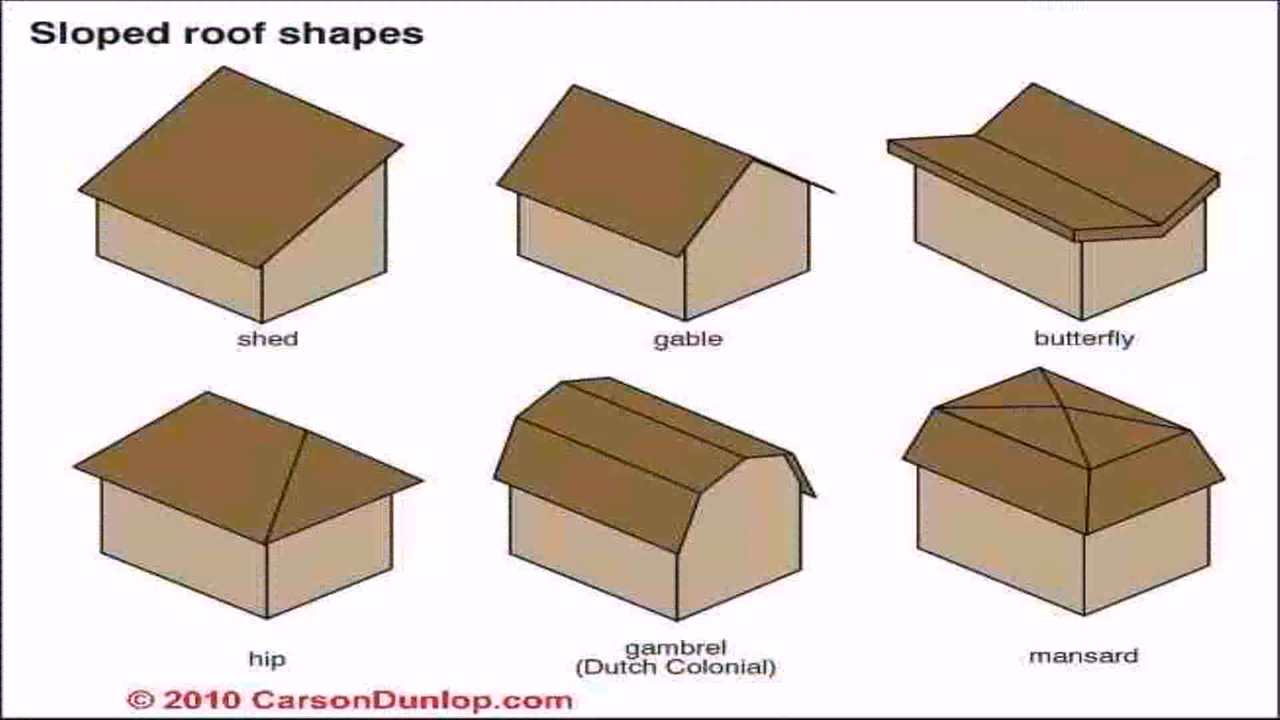 Sloped roof shapes
shed
gable
butterfly
hip
gambrel
(Dutch Colonial)
mansard
© 2010 CarsonDunlop.com